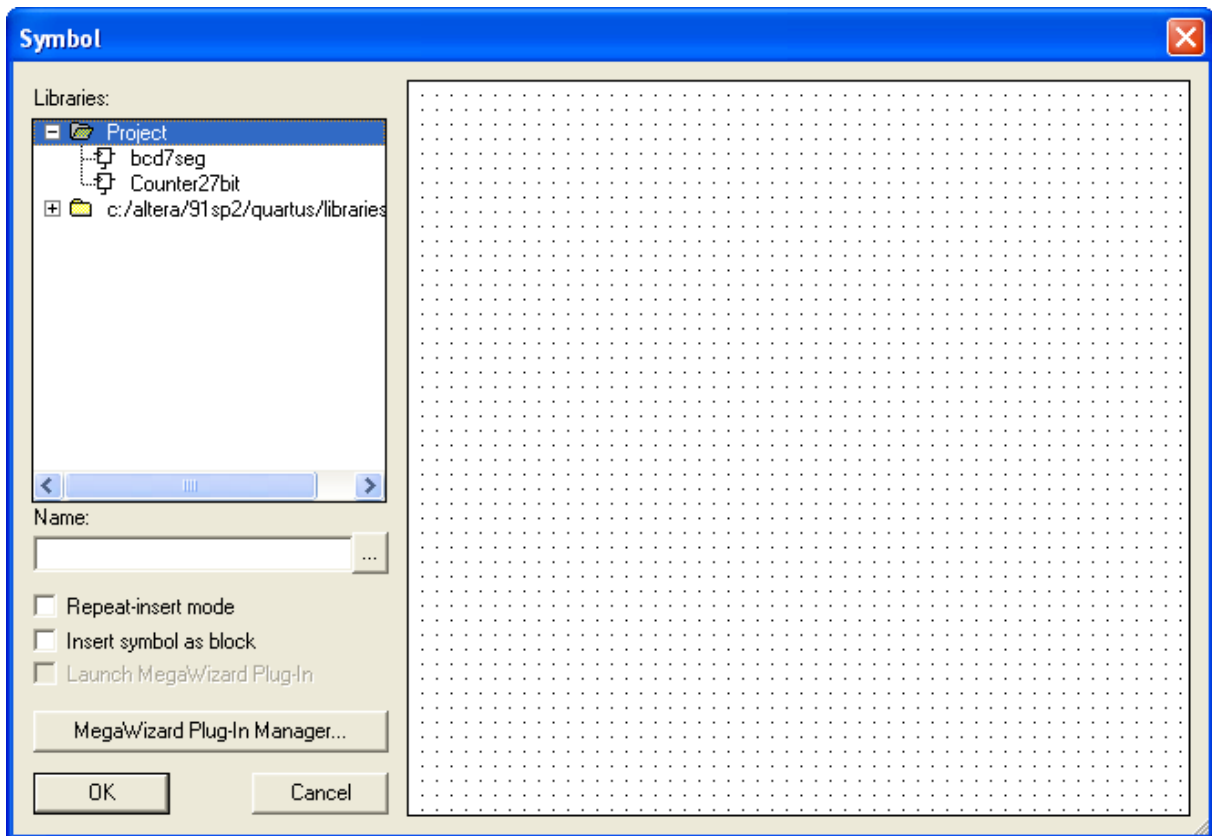 Symbol
Libraries:
Project
bcd7seg
Counter27bit
c:/altera/91sp2/quartus/libraries
Name:
...
Repeat-insert mode
Insert symbol as block
Launch MegaWizard Plug-In
MegaWizard Plug-In Manager...
OK Cancel